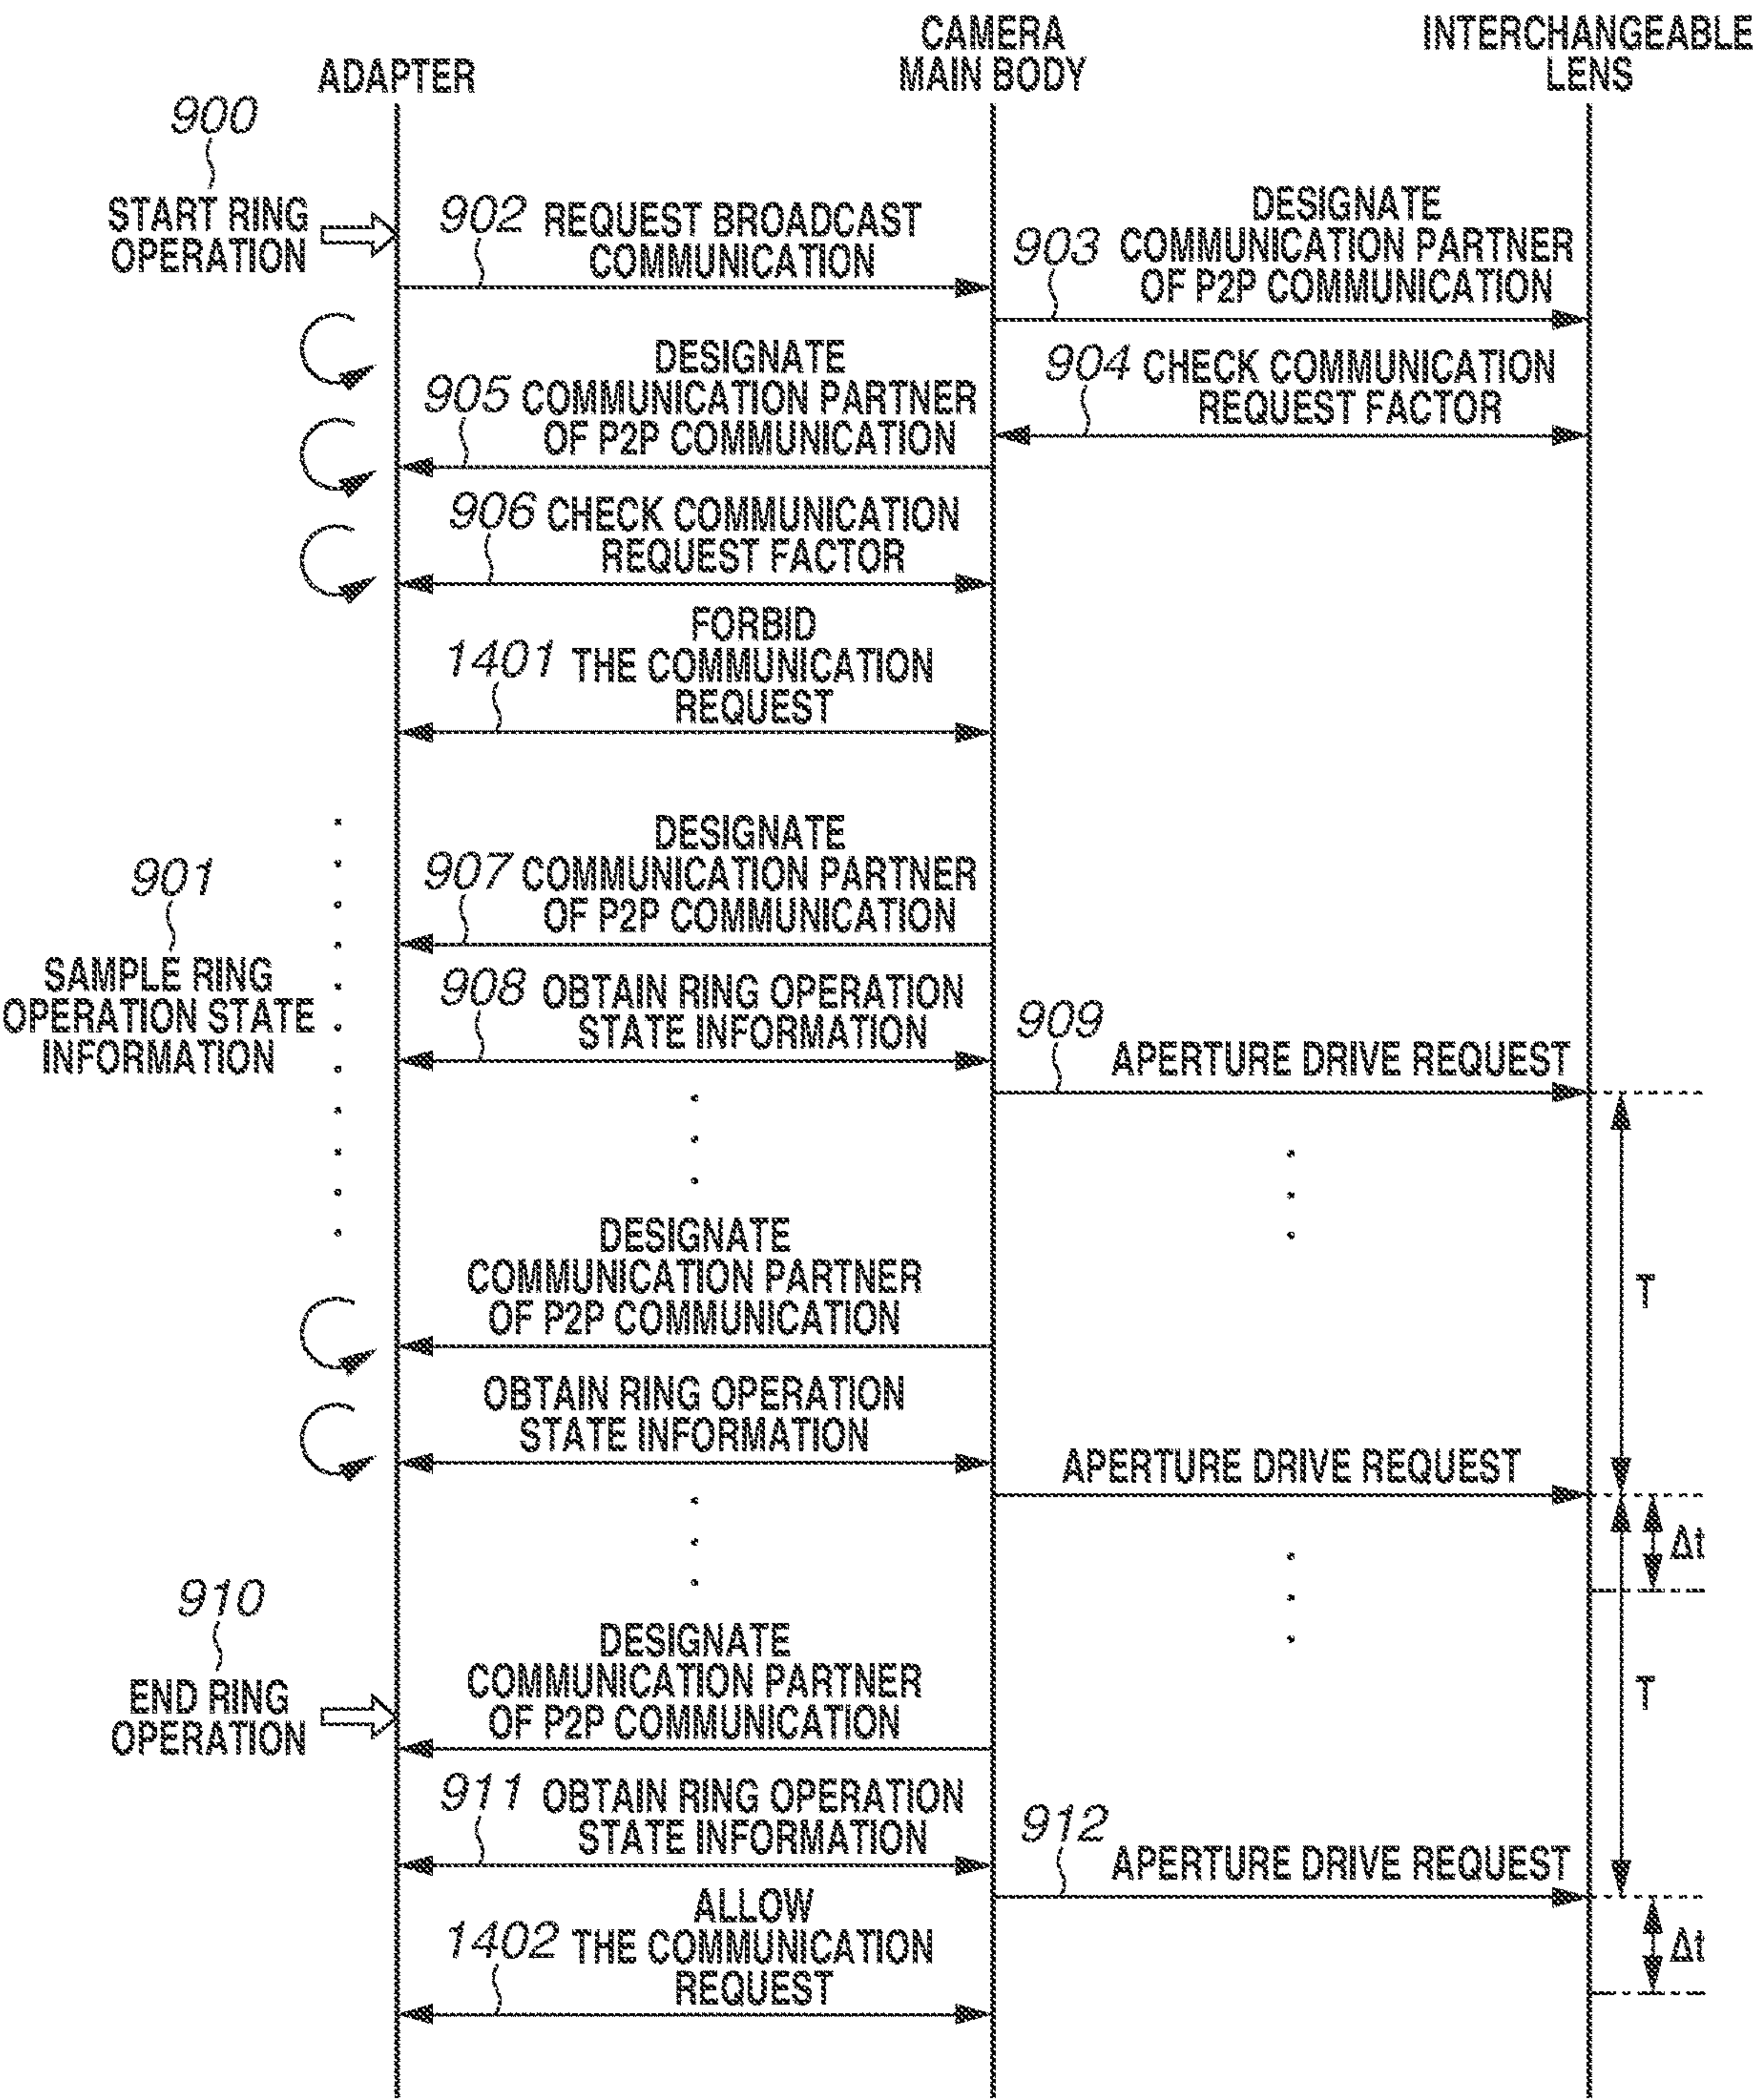 CAMERA
MAIN BODY
INTERCHANGEABLE
LENS
ADAPTER
900
START RING
OPERATION
902 REQUEST BROADCAST
COMMUNICATION
DESIGNATE
903 COMMUNICATION PARTNER
OF P2P COMMUNICATION
904 CHECK COMMUNICATION
REQUEST FACTOR
DESIGNATE
905 COMMUNICATION PARTNER
OF P2P COMMUNICATION
906 CHECK COMMUNICATION
REQUEST FACTOR
FORBID
1401 THE COMMUNICATION
REQUEST
DESIGNATE
907 COMMUNICATION PARTNER
OF P2P COMMUNICATION
901
SAMPLE RING
OPERATION STATE
INFORMATION
908 OBTAIN RING OPERATION
STATE INFORMATION
909
APERTURE DRIVE REQUEST
DESIGNATE
COMMUNICATION PARTNER
OF P2P COMMUNICATION
T
OBTAIN RING OPERATION
STATE INFORMATION
APERTURE DRIVE REQUEST
Δt
910
END RING
OPERATION
DESIGNATE
COMMUNICATION PARTNER
OF P2P COMMUNICATION
T
911 OBTAIN RING OPERATION
STATE INFORMATION
912
APERTURE DRIVE REQUEST
ALLOW
1402 THE COMMUNICATION
REQUEST
Δt